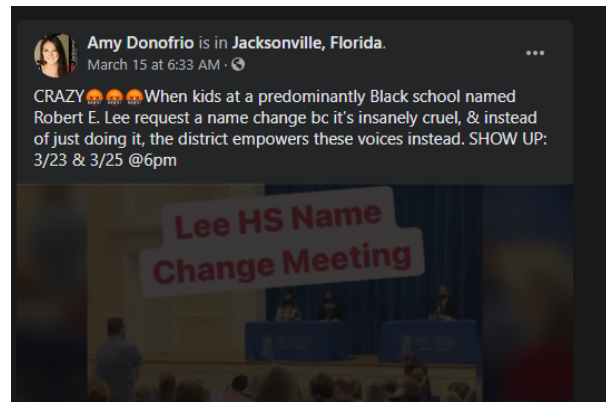 Amy Donofrio is in Jacksonville, Florida.
March 15 at 6:33 AM ·
CRAZY🤬🤬🤬When kids at a predominantly Black school named
Robert E. Lee request a name change bc it's insanely cruel, & instead
of just doing it, the district empowers these voices instead. SHOW UP:
3/23 & 3/25 @6pm
Lee HS Name
Change Meeting